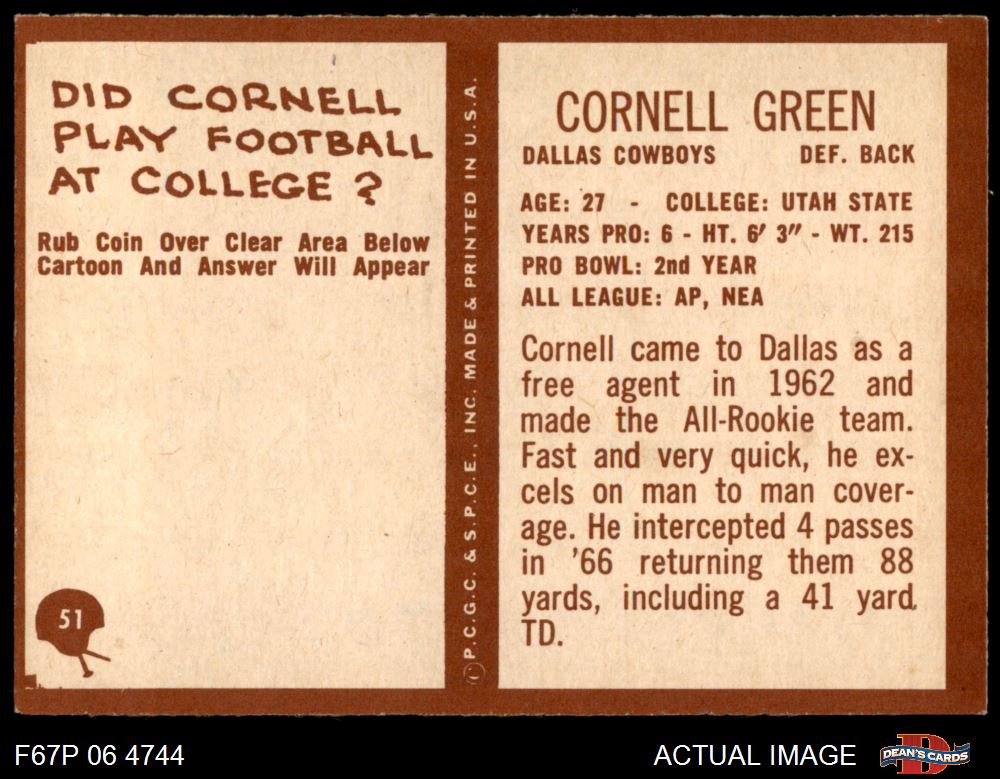 DID CORNELL
PLAY FOOTBALL
AT COLLEGE ?
Rub Coin Over Clear Area Below
Cartoon And Answer Will Appear
51
© P.C.G.C. & S.P.C.E., INC. MADE & PRINTED IN U.S.A.
CORNELL GREEN
DALLAS COWBOYS DEF. BACK
AGE: 27 - COLLEGE: UTAH STATE
YEARS PRO: 6 - HT. 6' 3" - WT. 215
PRO BOWL: 2nd YEAR
ALL LEAGUE: AP, NEA
Cornell came to Dallas as a
free agent in 1962 and
made the All-Rookie team.
Fast and very quick, he ex-
cels on man to man cover-
age. He intercepted 4 passes
in '66 returning them 88
yards, including a 41 yard
TD.
F67P 06 4744
ACTUAL IMAGE
DEAN'S CARDS